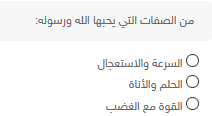 من الصفات التي يحبها الله ورسوله:
السرعة والاستعجال
الحلم والأناة
القوة مع الغضب